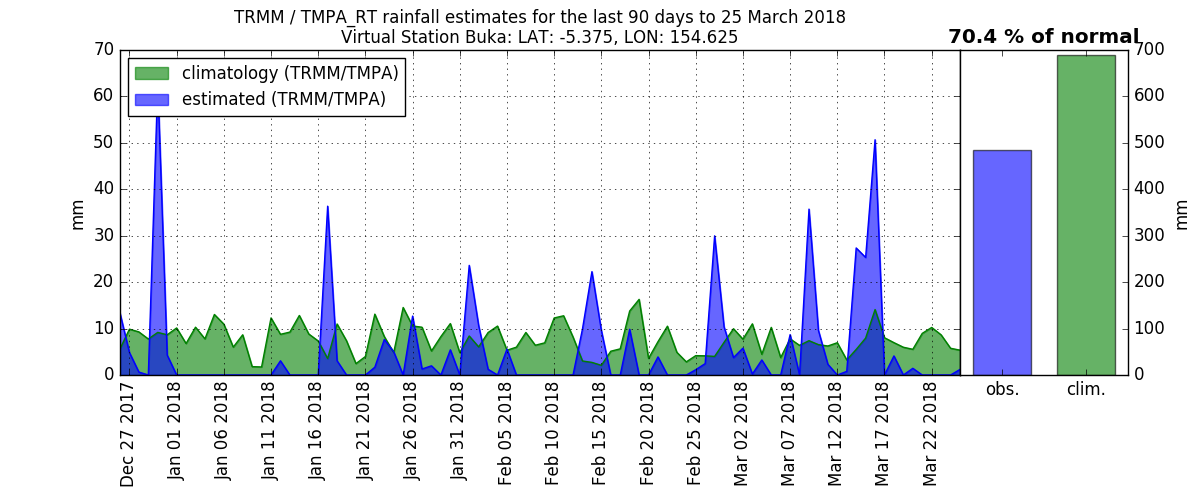 TRMM / TMPA_RT rainfall estimates for the last 90 days to 25 March 2018
Virtual Station Buka: LAT: -5.375, LON: 154.625
70.4 % of normal
climatology (TRMM/TMPA)
estimated (TRMM/TMPA)
70
60
50
40
30
20
10
0
mm
Dec 27 2017
Jan 01 2018
Jan 06 2018
Jan 11 2018
Jan 16 2018
Jan 21 2018
Jan 26 2018
Jan 31 2018
Feb 05 2018
Feb 10 2018
Feb 15 2018
Feb 20 2018
Feb 25 2018
Mar 02 2018
Mar 07 2018
Mar 12 2018
Mar 17 2018
Mar 22 2018
obs.
clim.
700
600
500
400
300
200
100
0
mm